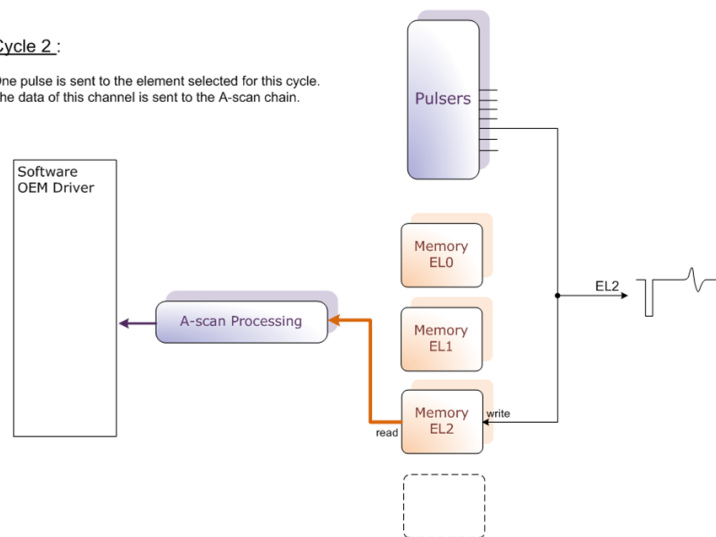 Cycle 2 :
One pulse is sent to the element selected for this cycle.
The data of this channel is sent to the A-scan chain.
Pulsers
Software
OEM Driver
Memory
EL0
EL2
A-scan Processing
Memory
EL1
Memory
EL2
write
read